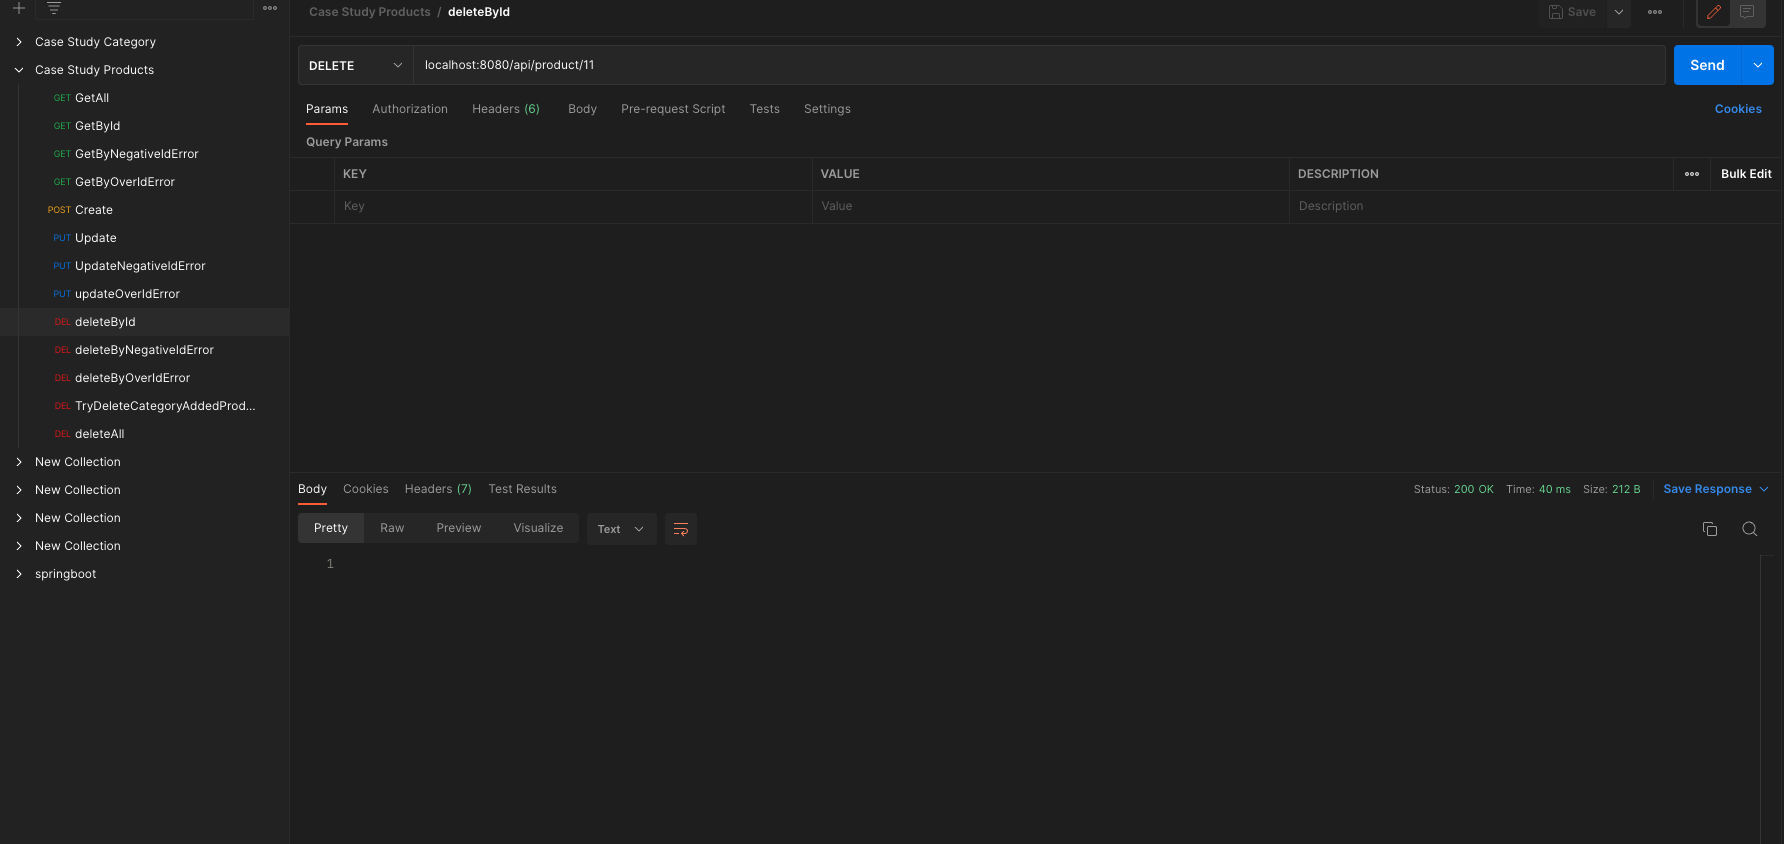 Case Study Category
Case Study Products
GET GetAll
GET GetById
GET GetByNegativeIdError
GET GetByOverIdError
POST Create
PUT Update
PUT UpdateNegativeIdError
PUT updateOverIdError
DEL deleteById
DEL deleteByNegativeIdError
DEL deleteByOverIdError
DEL TryDeleteCategoryAddedProd...
DEL deleteAll
New Collection
New Collection
New Collection
New Collection
springboot
Case Study Products / deleteById
Save
DELETE localhost:8080/api/product/11 Send
Params Authorization Headers (6) Body Pre-request Script Tests Settings Cookies
Query Params
KEY VALUE DESCRIPTION Bulk Edit
Key Value Description
Body Cookies Headers (7) Test Results Status: 200 OK Time: 40 ms Size: 212 B Save Response
Pretty Raw Preview Visualize Text
1